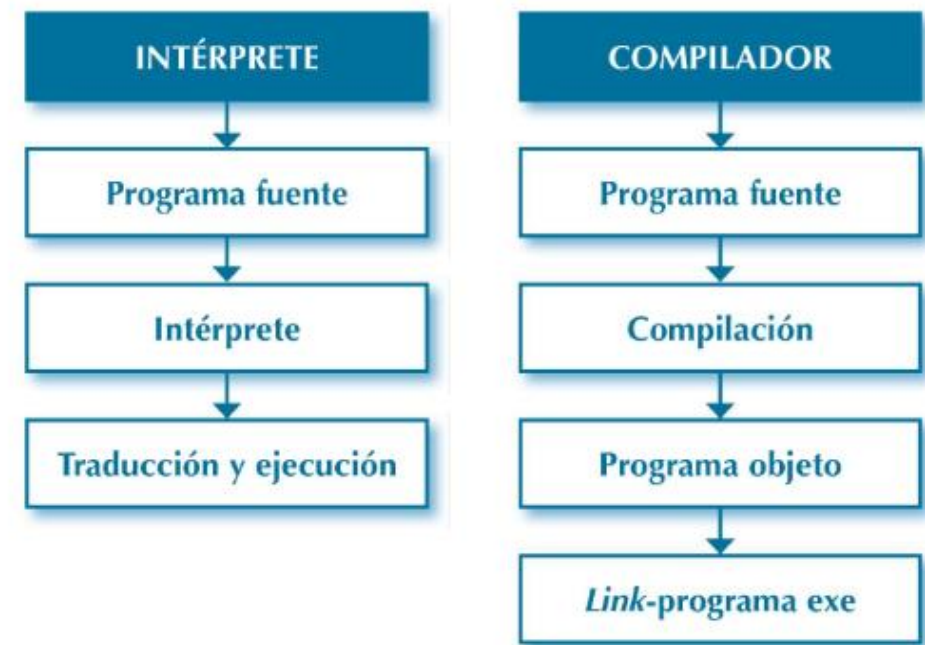 INTÉRPRETE
Programa fuente
Intérprete
Traducción y ejecución
COMPILADOR
Programa fuente
Compilación
Programa objeto
Link-programa exe